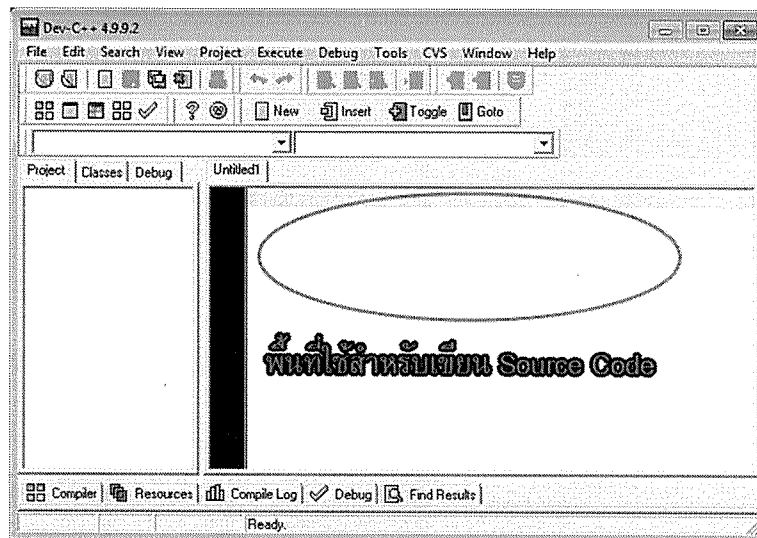 Dev-C++ 4.9.9.2
File Edit Search View Project Execute Debug Tools CVS Window Help
New Insert Toggle Goto
Project Classes Debug Untitled1
พื้นที่ใช้สำหรับเขียน Source Code
Compiler Resources Compile Log Debug Find Results
Ready.